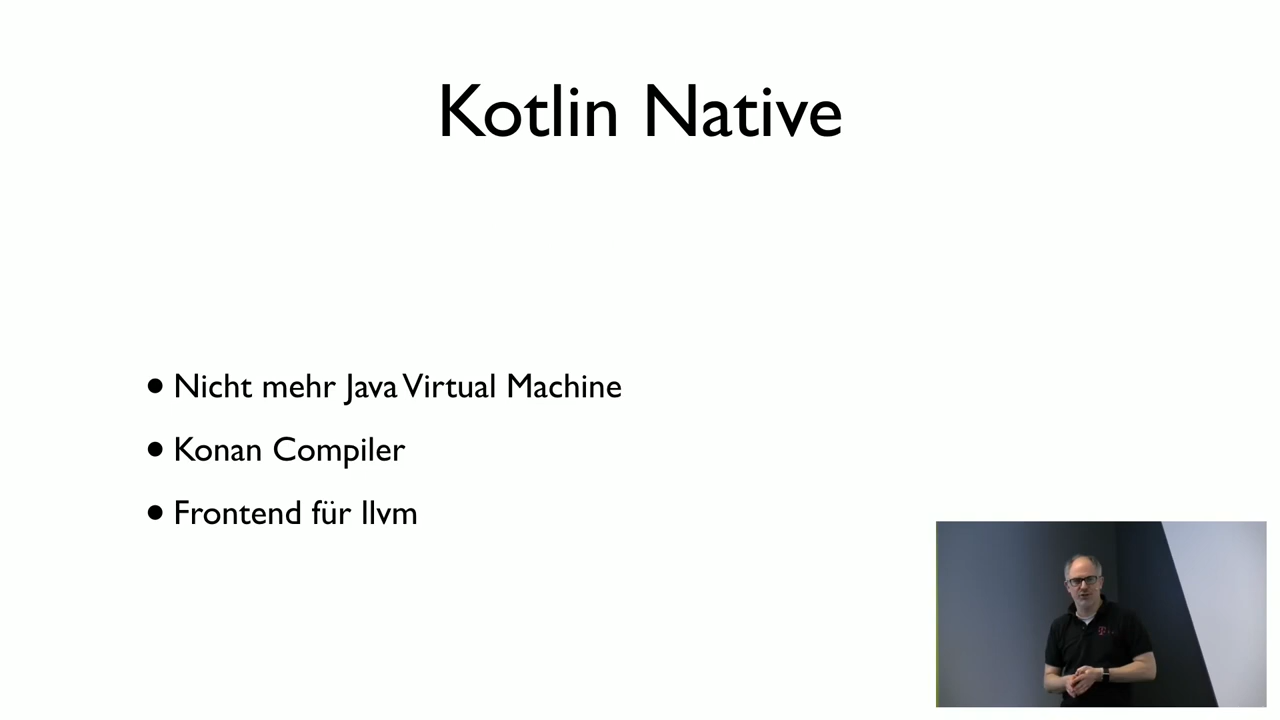 Kotlin Native
• Nicht mehr Java Virtual Machine
• Konan Compiler
• Frontend für llvm